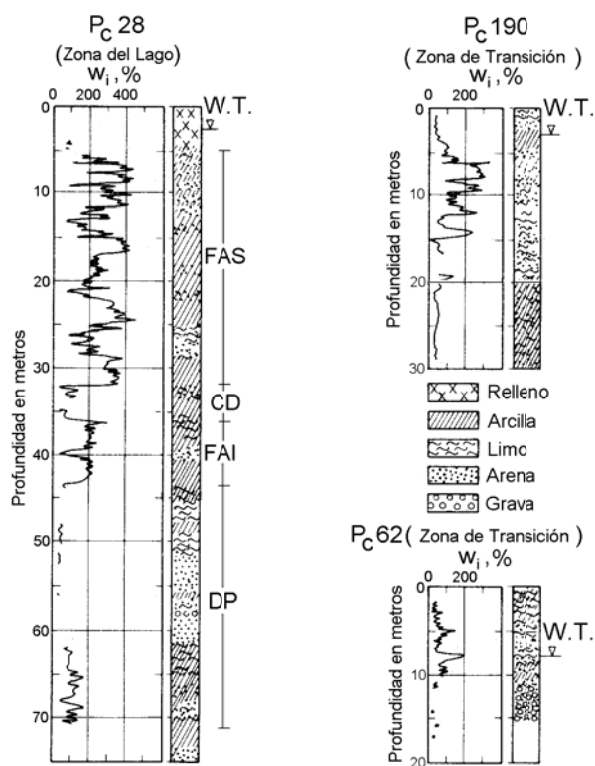 Pc 28
(Zona del Lago)
wi, %
0 200 400
W.T.
0
10
20
30
40
50
60
70
Profundidad en metros
FAS
CD
FAI
DP
Pc 190
(Zona de Transición)
wi, %
0 200
W.T.
0
10
20
30
Profundidad en metros
Relleno
Arcilla
Limo
Arena
Grava
Pc 62 ( Zona de Transición)
wi, %
0 200
W.T.
0
10
20
Profundidad en metros